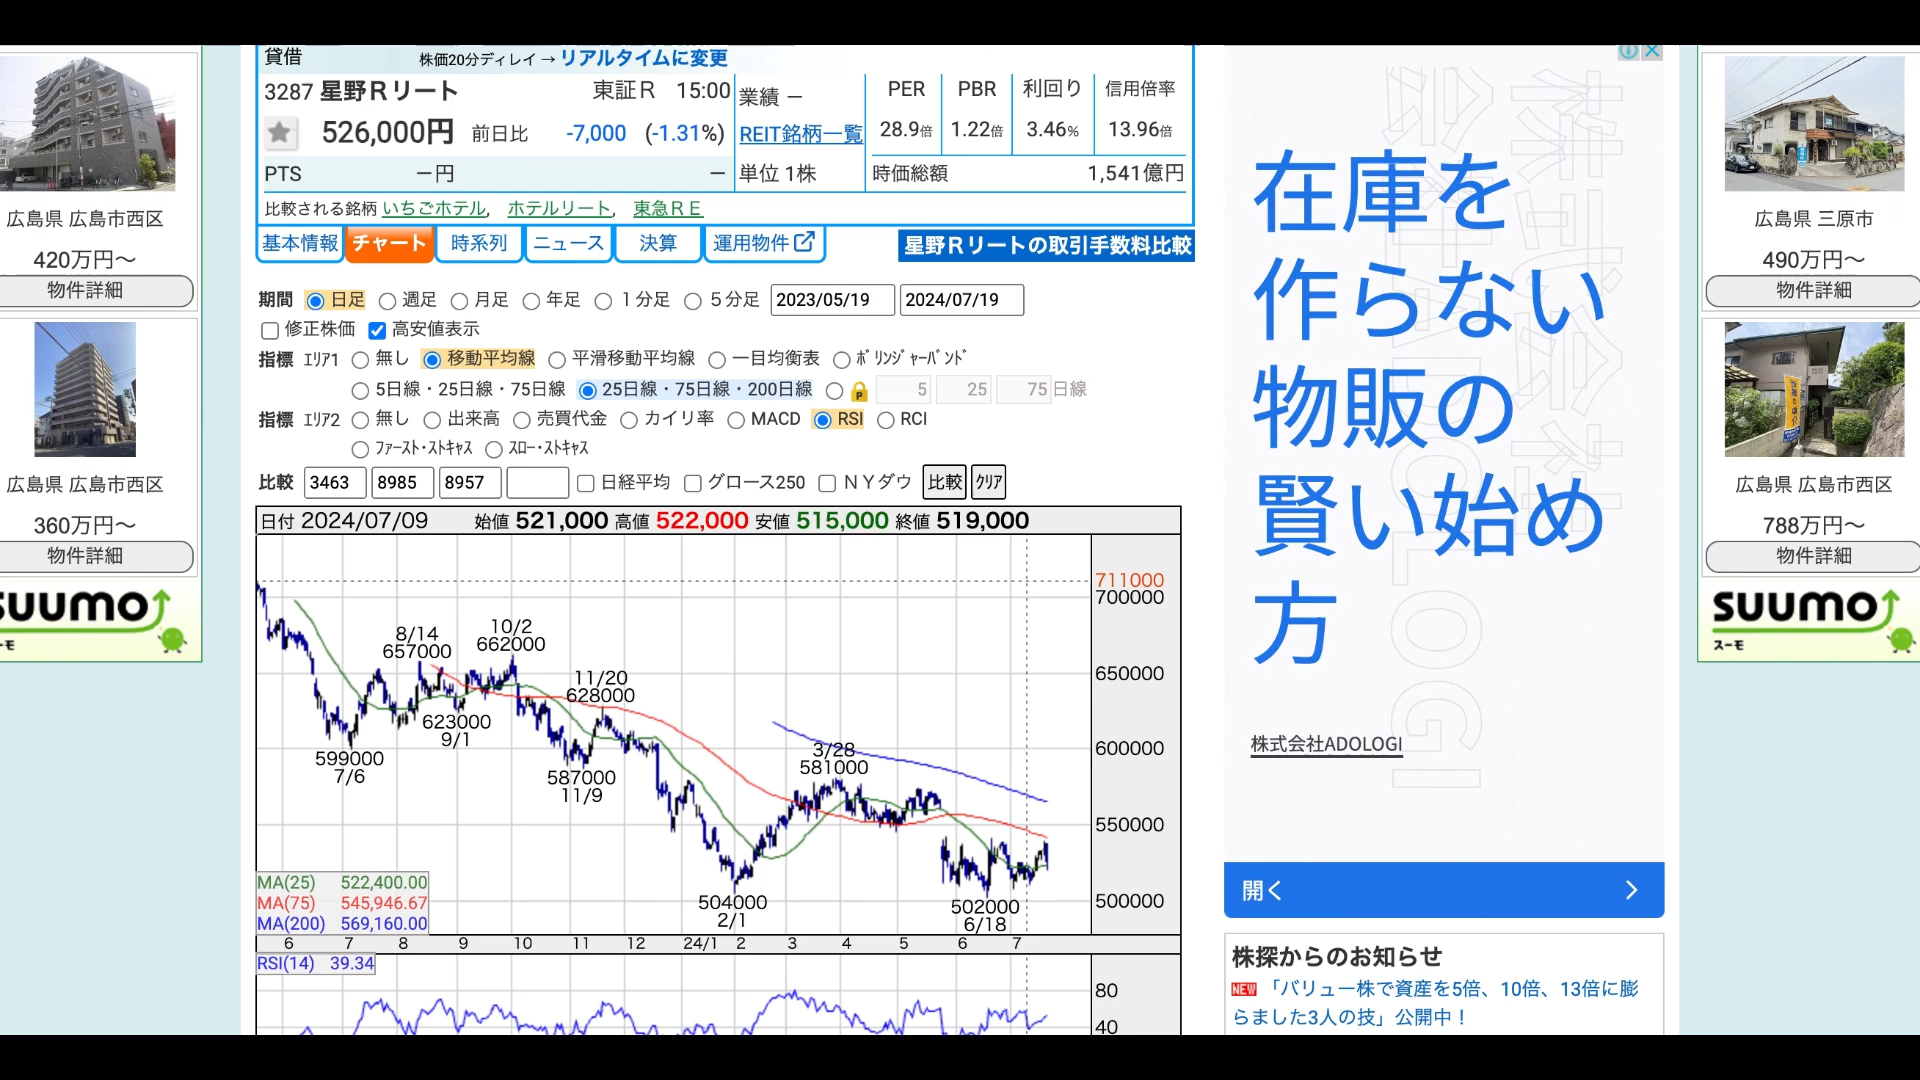 貸借
株価20分ディレイ → リアルタイムに変更
3287 星野Rリート 東証R 15:00
526,000円 前日比 -7,000 (-1.31%)
PTS －円 －
業績 －
REIT銘柄一覧
単位 1株
PER PBR 利回り 信用倍率
28.9倍 1.22倍 3.46% 13.96倍
時価総額 1,541億円
比較される銘柄 いちごホテル, ホテルリート, 東急RE
基本情報 チャート 時系列 ニュース 決算 運用物件
星野Rリートの取引手数料比較
期間 日足 週足 月足 年足 1分足 5分足 2023/05/19 2024/07/19
修正株価 高安値表示
指標 エリア1 無し 移動平均線 平滑移動平均線 一目均衡表 ボリンジャーバンド
5日線・25日線・75日線 25日線・75日線・200日線 P 5 25 75 日線
指標 エリア2 無し 出来高 売買代金 カイリ率 MACD RSI RCI
ファースト・ストキャス スロー・ストキャス
比較 3463 8985 8957 日経平均 グロース250 NYダウ 比較 クリア
日付 2024/07/09 始値 521,000 高値 522,000 安値 515,000 終値 519,000
711000
700000
650000
600000
550000
500000
8/14
657000
10/2
662000
11/20
628000
623000
9/1
599000
7/6
587000
11/9
3/28
581000
504000
2/1
502000
6/18
MA(25) 522,400.00
MA(75) 545,946.67
MA(200) 569,160.00
6 7 8 9 10 11 12 24/1 2 3 4 5 6 7
RSI(14) 39.34
80
40
広島県 広島市西区
420万円～
物件詳細
広島県 広島市西区
360万円～
物件詳細
SUUMO
ーモ
在庫を
作らない
物販の
賢い始め
方
株式会社ADOLOGI
株式会社ADOLOGI
開く
株探からのお知らせ
NEW 「バリュー株で資産を5倍、10倍、13倍に膨
らました3人の技」公開中！
広島県 三原市
490万円～
物件詳細
広島県 広島市西区
788万円～
物件詳細
SUUMO
スーモ